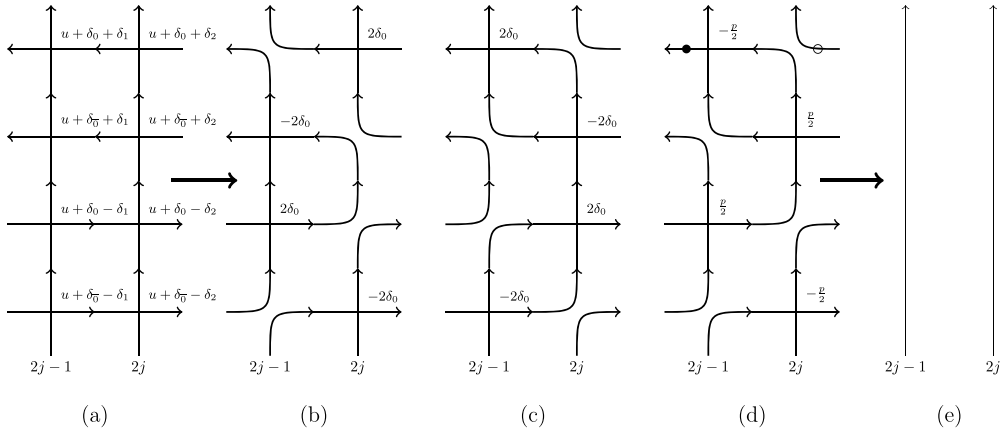 u + δ₀ + δ₁ u + δ₀ + δ₂ 2δ₀ 2δ₀ −p/2
u + δ₀̅ + δ₁ u + δ₀̅ + δ₂ −2δ₀ −2δ₀ p/2
u + δ₀ − δ₁ u + δ₀ − δ₂ 2δ₀ 2δ₀ p/2
u + δ₀̅ − δ₁ u + δ₀̅ − δ₂ −2δ₀ −2δ₀ −p/2
2j − 1 2j 2j − 1 2j 2j − 1 2j 2j − 1 2j 2j − 1 2j
(a) (b) (c) (d) (e)